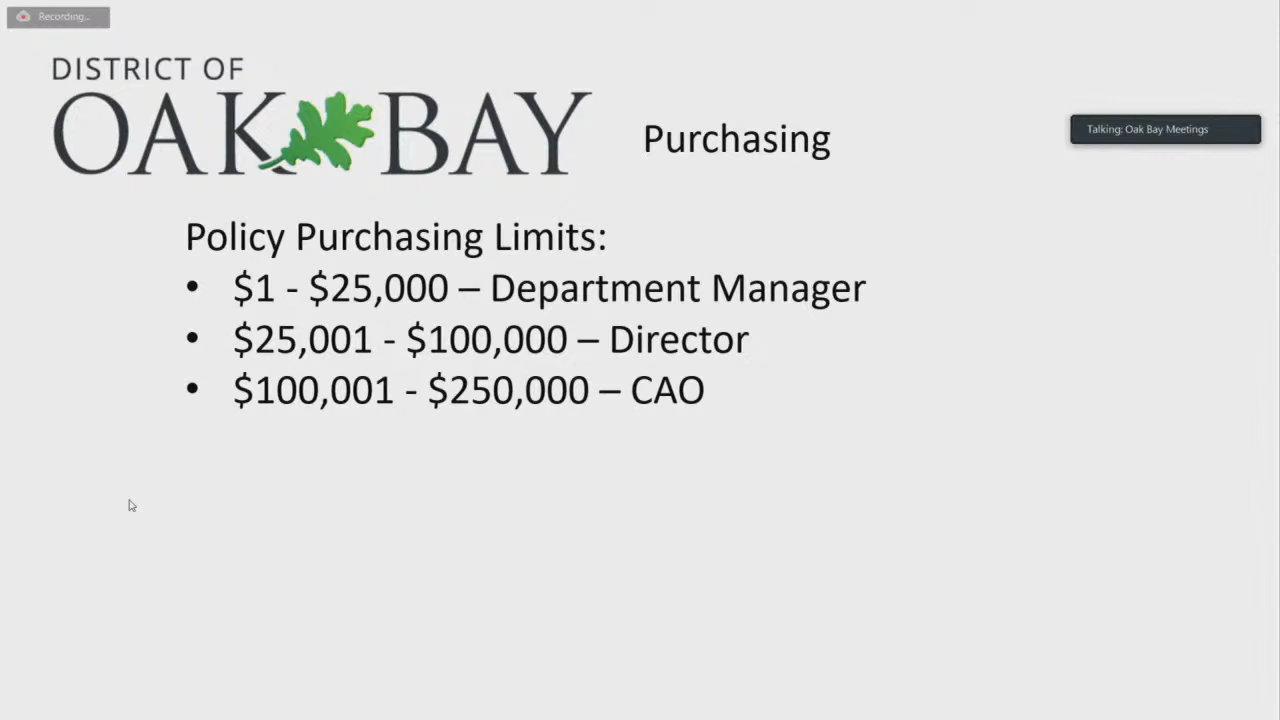 Recording...
DISTRICT OF
OAK BAY
Purchasing
Talking: Oak Bay Meetings
Policy Purchasing Limits:
• $1 - $25,000 – Department Manager
• $25,001 - $100,000 – Director
• $100,001 - $250,000 – CAO